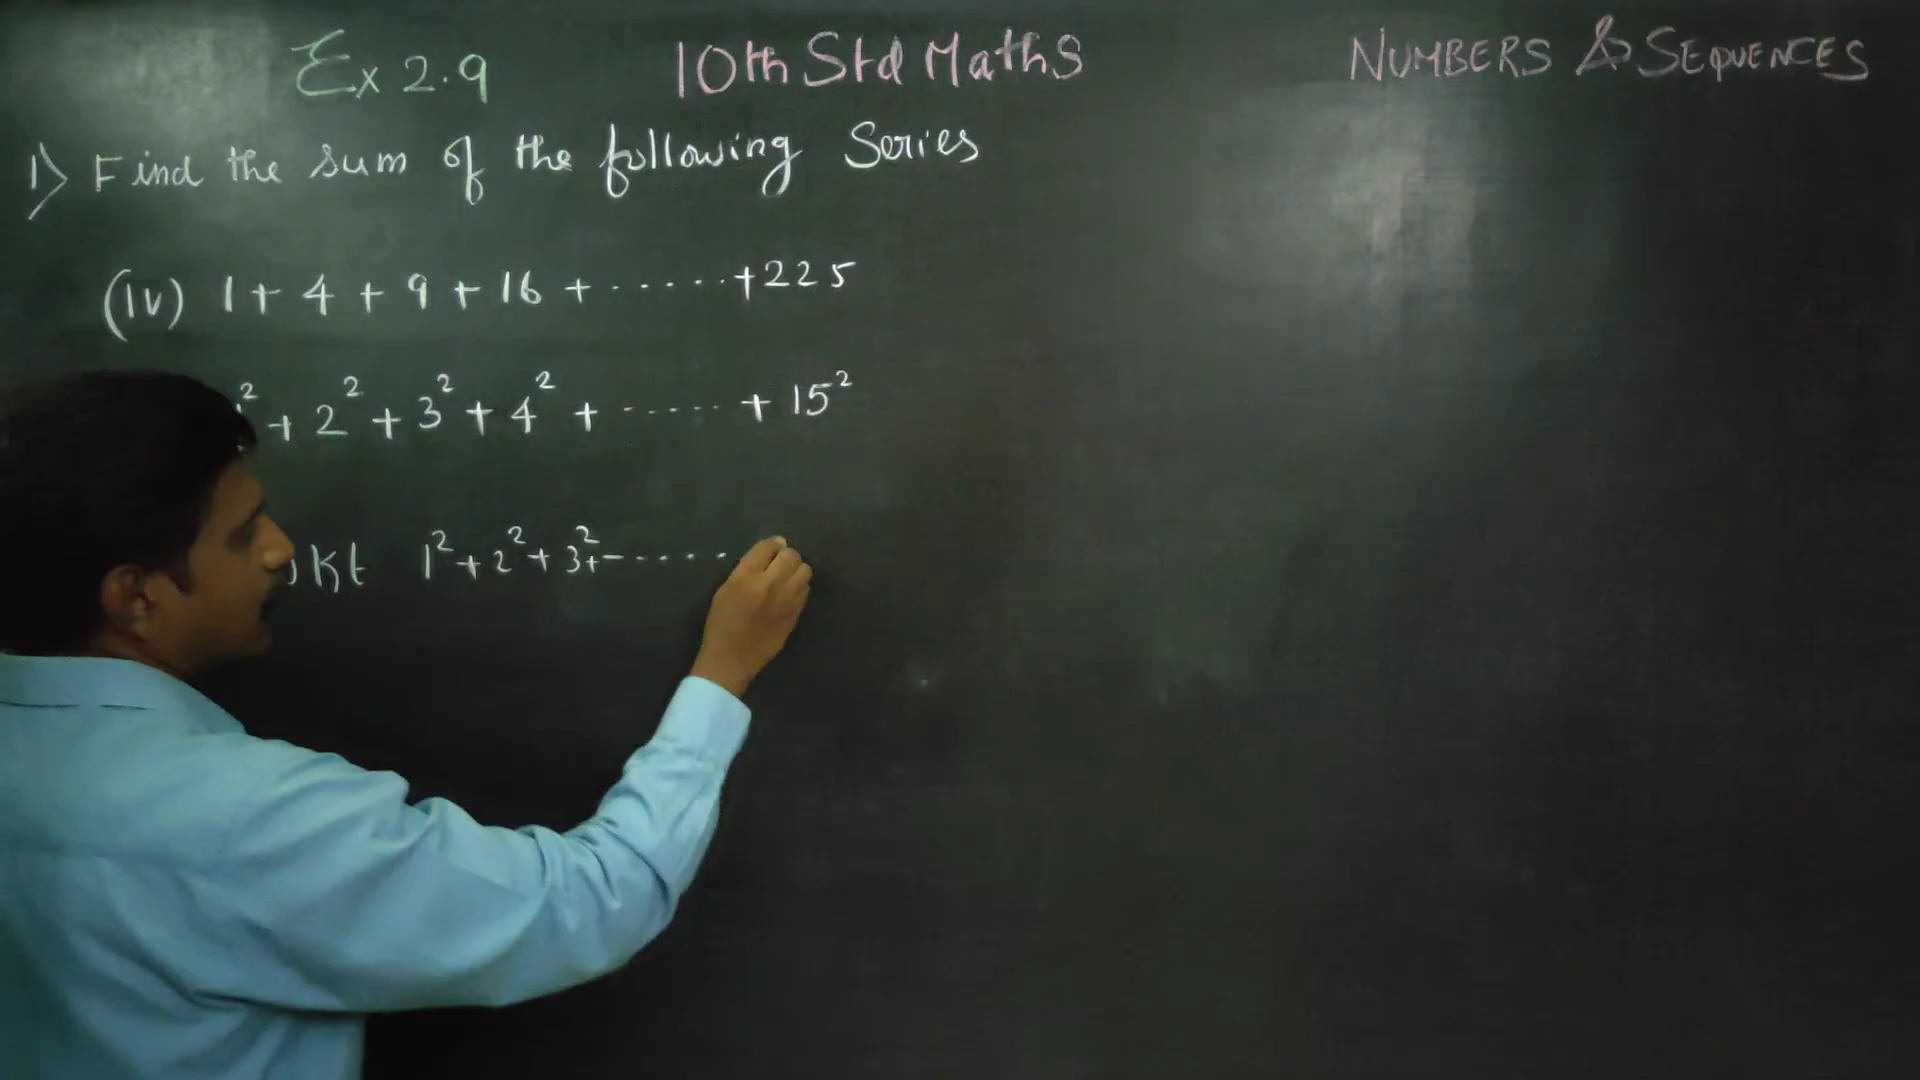 Ex 2.9 10th Std Maths NUMBERS & SEQUENCES
1) Find the sum of the following Series
(iv) 1 + 4 + 9 + 16 + ...... + 225
² + 2² + 3² + 4² + ...... + 15²
Kt 1² + 2² + 3² + .....